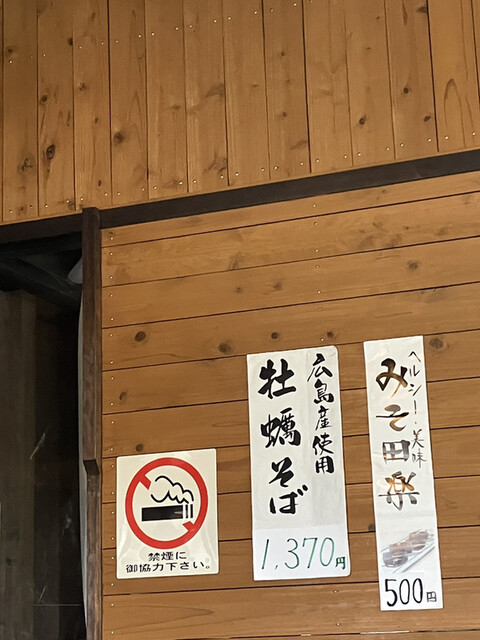 ヘルシー！美味
みそ田楽
500円
広島産使用
牡蠣そば
1,370円
禁煙に
御協力下さい。